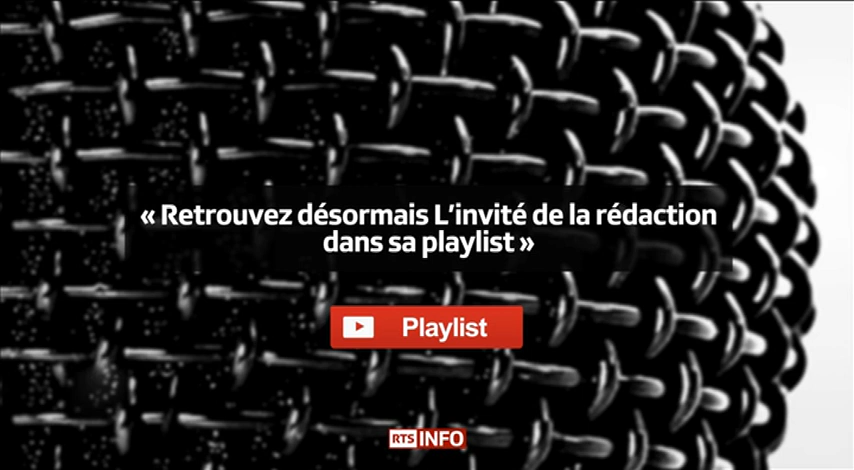 « Retrouvez désormais L'invité de la rédaction
dans sa playlist »
Playlist
RTS INFO